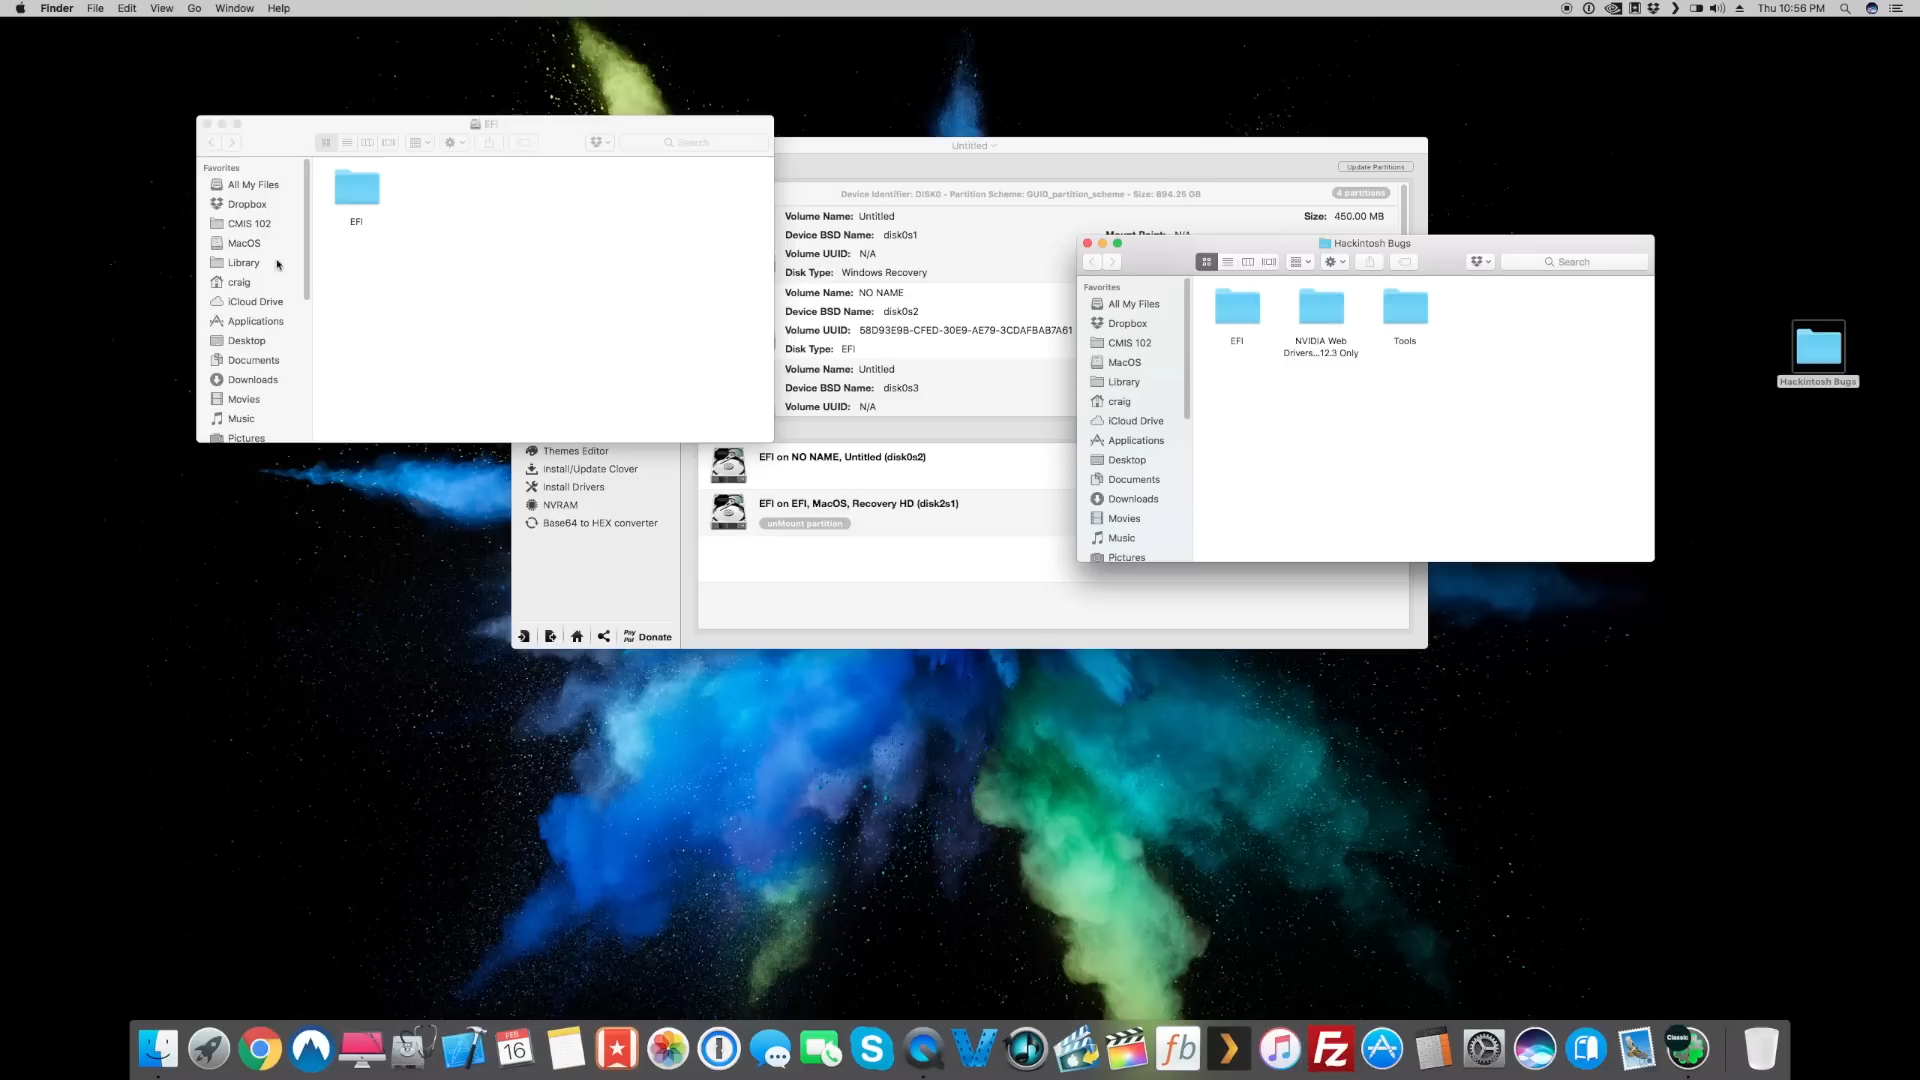 Finder File Edit View Go Window Help
Thu 10:56 PM
EFI
Search
Favorites
All My Files
Dropbox
CMIS 102
MacOS
Library
craig
iCloud Drive
Applications
Desktop
Documents
Downloads
Movies
Music
Pictures
EFI
Untitled
Update Partitions
Device Identifier: DISK0 - Partition Scheme: GUID_partition_scheme - Size: 894.25 GB
4 partitions
Volume Name: Untitled
Size: 450.00 MB
Device BSD Name: disk0s1
Mount Point: N/A
Volume UUID: N/A
Disk Type: Windows Recovery
Volume Name: NO NAME
Device BSD Name: disk0s2
Volume UUID: 58D93E9B-CFED-30E9-AE79-3CDAFBAB7A61
Disk Type: EFI
Volume Name: Untitled
Device BSD Name: disk0s3
Volume UUID: N/A
Themes Editor
Install/Update Clover
Install Drivers
NVRAM
Base64 to HEX converter
EFI on NO NAME, Untitled (disk0s2)
EFI on EFI, MacOS, Recovery HD (disk2s1)
unMount partition
Pay
Pal
Donate
Hackintosh Bugs
Search
Favorites
All My Files
Dropbox
CMIS 102
MacOS
Library
craig
iCloud Drive
Applications
Desktop
Documents
Downloads
Movies
Music
Pictures
EFI
NVIDIA Web
Drivers...12.3 Only
Tools
Hackintosh Bugs
FEB
16
S
fb
Fz
Classic